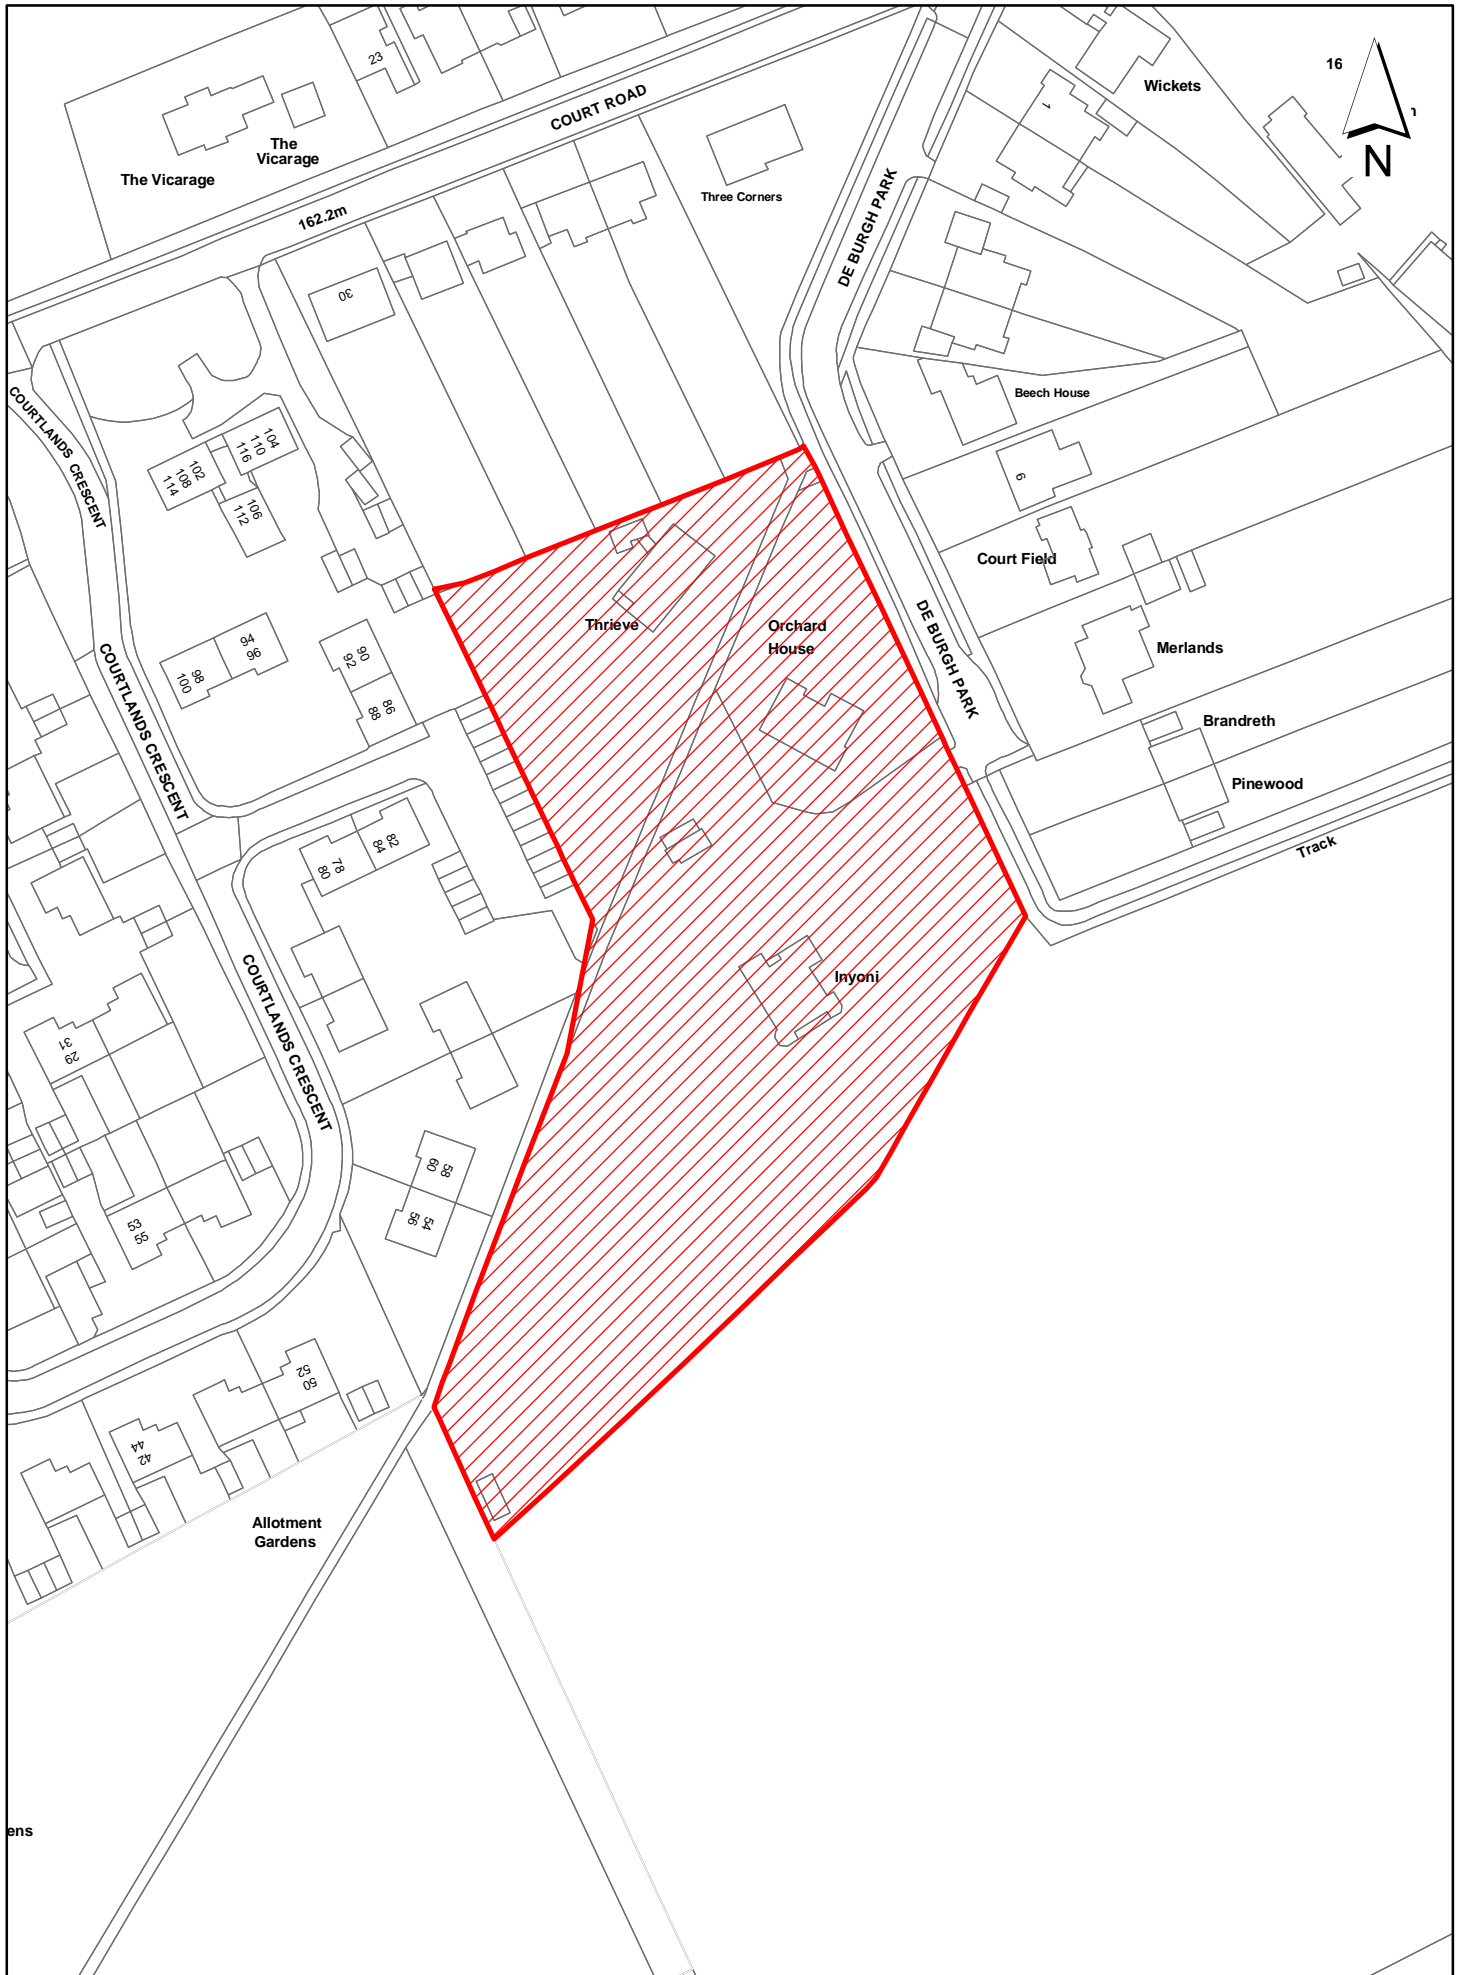 23
COURT ROAD
Wickets
16
N
1
The
Vicarage
The Vicarage
Three Corners
162.2m
DE BURGH PARK
30
Beech House
COURTLANDS CRESCENT
104
110
116
102
108
114
106
112
6
Court Field
Thrieve
Orchard
House
DE BURGH PARK
Merlands
94
96
98
100
90
92
86
88
COURTLANDS CRESCENT
Brandreth
Pinewood
Track
82
84
78
80
Inyoni
COURTLANDS CRESCENT
31
29
58
60
54
56
53
55
52
50
44
42
Allotment
Gardens
ens